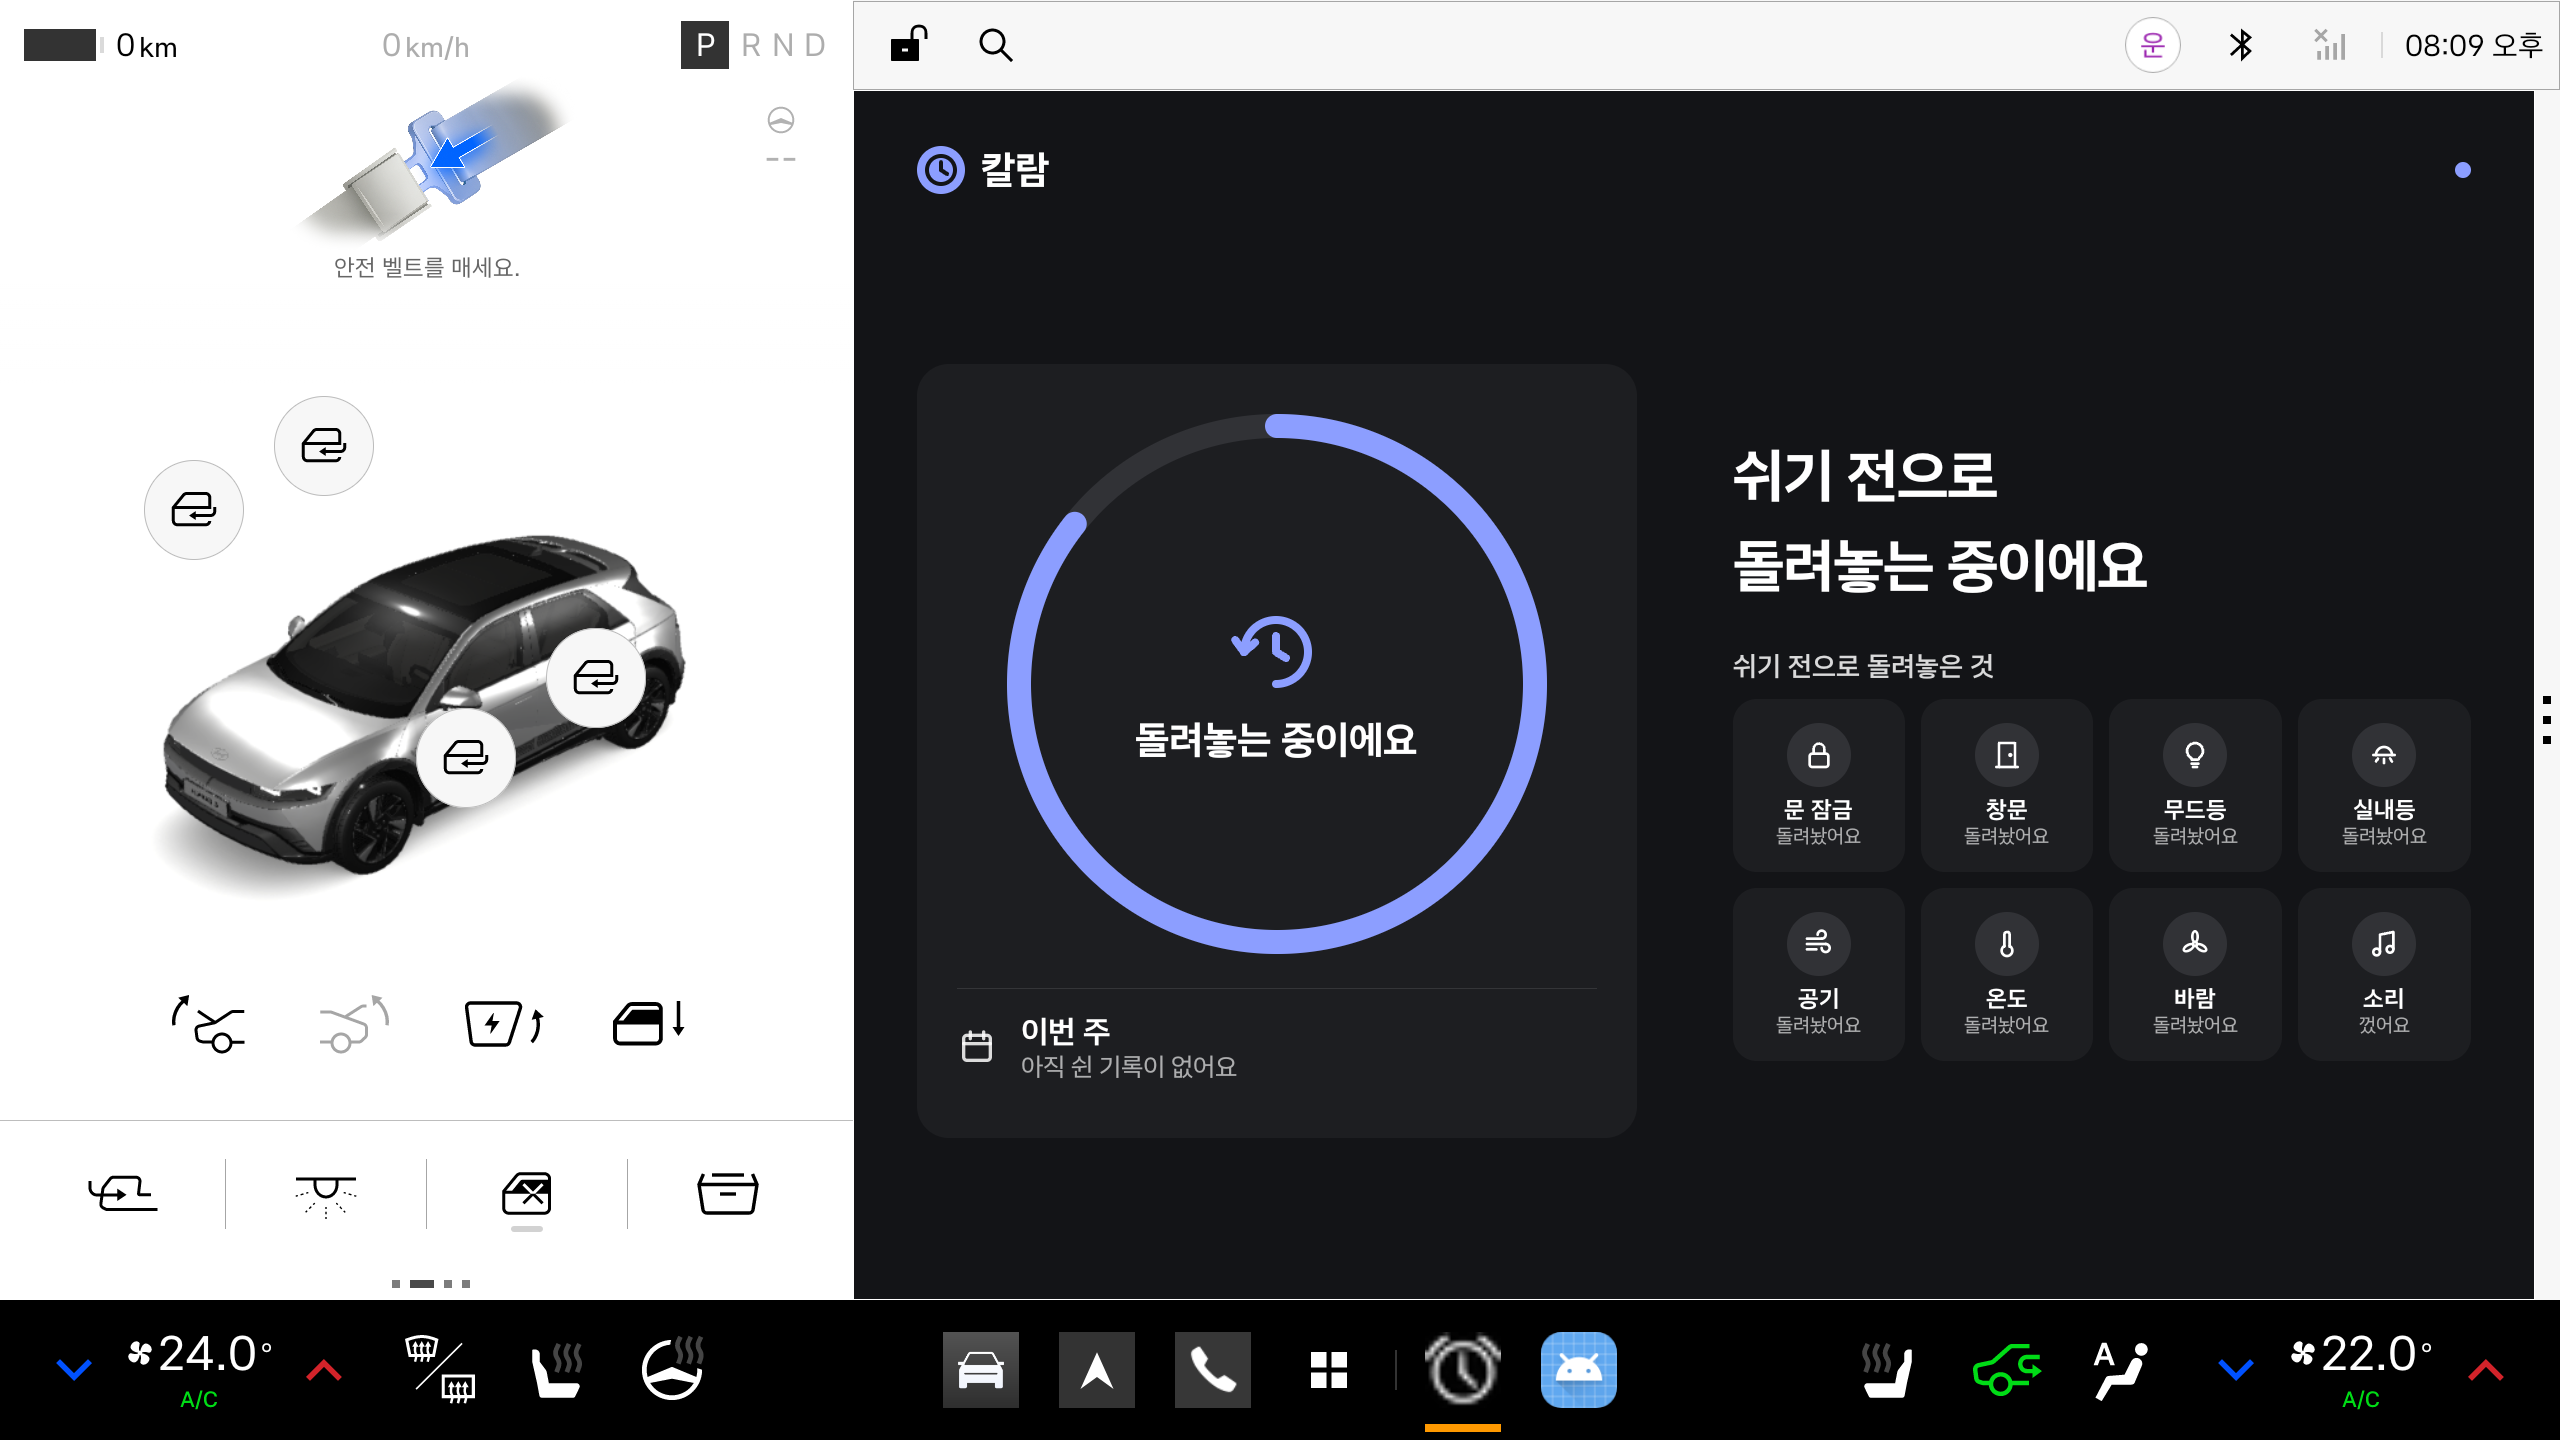 0 km
0 km/h
P R N D
운
08:09 오후
--
안전 벨트를 매세요.
칼람
돌려놓는 중이에요
이번 주
아직 쉰 기록이 없어요
쉬기 전으로
돌려놓는 중이에요
쉬기 전으로 돌려놓은 것
문 잠금
돌려놨어요
창문
돌려놨어요
무드등
돌려놨어요
실내등
돌려놨어요
공기
돌려놨어요
온도
돌려놨어요
바람
돌려놨어요
소리
껐어요
24.0°
A/C
A
22.0°
A/C